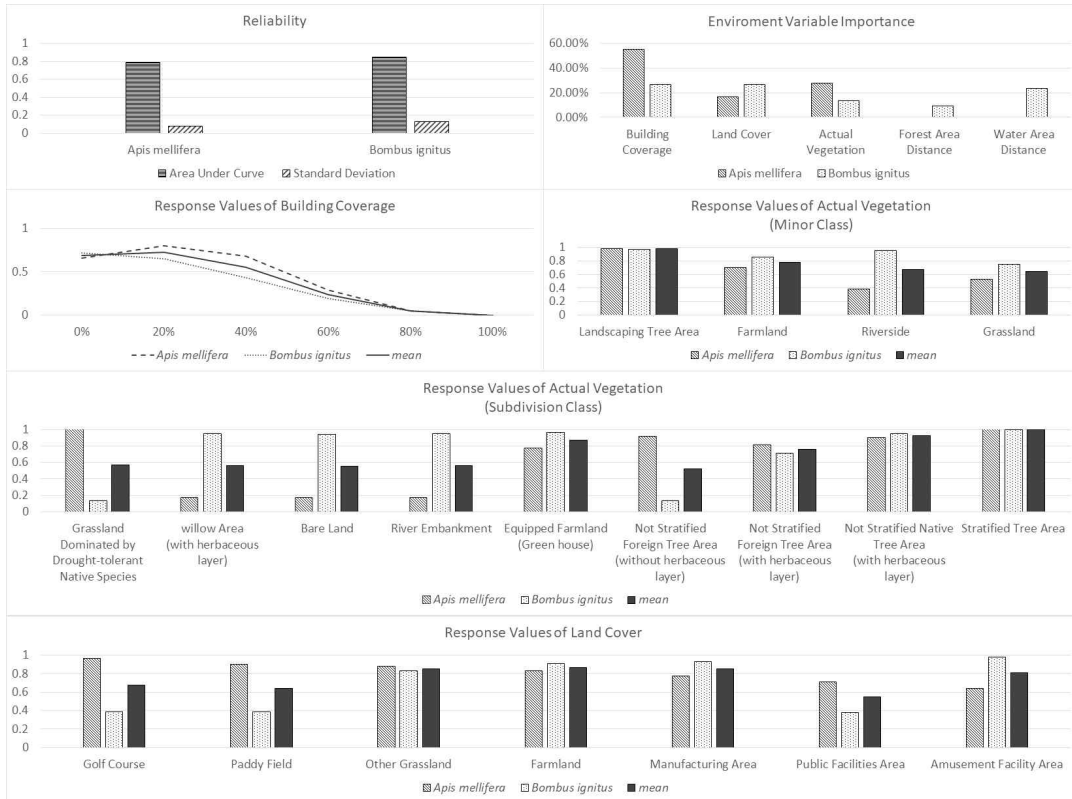 Reliability
1
0.8
0.6
0.4
0.2
0
Apis mellifera Bombus ignitus
Area Under Curve Standard Deviation
Enviroment Variable Importance
60.00%
40.00%
20.00%
0.00%
Building Land Cover Actual Forest Area Water Area
Coverage Vegetation Distance Distance
Apis mellifera Bombus ignitus
Response Values of Building Coverage
1
0.5
0
0% 20% 40% 60% 80% 100%
Apis mellifera Bombus ignitus mean
Response Values of Actual Vegetation
(Minor Class)
1
0.8
0.6
0.4
0.2
0
Landscaping Tree Area Farmland Riverside Grassland
Apis mellifera Bombus ignitus mean
Response Values of Actual Vegetation
(Subdivision Class)
1
0.8
0.6
0.4
0.2
0
Grassland willow Area Bare Land River Embankment Equipped Farmland Not Stratified Not Stratified Not Stratified Native Stratified Tree Area
Dominated by (with herbaceous (Green house) Foreign Tree Area Foreign Tree Area Tree Area
Drought-tolerant layer) (without herbaceous (with herbaceous (with herbaceous
Native Species layer) layer) layer)
Apis mellifera Bombus ignitus mean
Response Values of Land Cover
1
0.8
0.6
0.4
0.2
0
Golf Course Paddy Field Other Grassland Farmland Manufacturing Area Public Facilities Area Amusement Facility Area
Apis mellifera Bombus ignitus mean